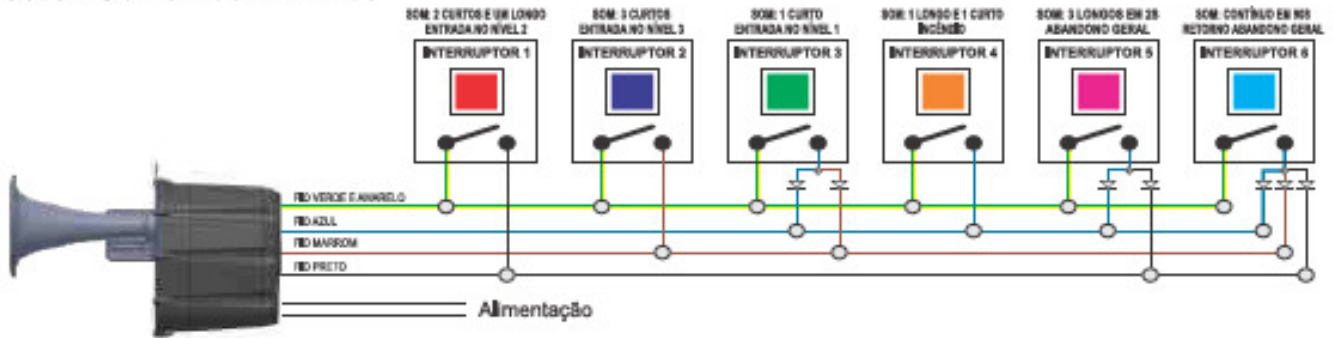 SOM: 2 CURTOS E UM LONGO
ENTRADA NO NÍVEL 2
INTERRUPTOR 1
SOM: 3 CURTOS
ENTRADA NO NÍVEL 3
INTERRUPTOR 2
SOM: 1 CURTO
ENTRADA NO NÍVEL 1
INTERRUPTOR 3
SOM: 1 LONGO E 1 CURTO
INCÊNDIO
INTERRUPTOR 4
SOM: 3 LONGOS EM 2S
ABANDONO GERAL
INTERRUPTOR 5
SOM: CONTÍNUO EM 90S
RETORNO ABANDONO GERAL
INTERRUPTOR 6
FIO VERDE E AMARELO
FIO AZUL
FIO MARROM
FIO PRETO
Alimentação